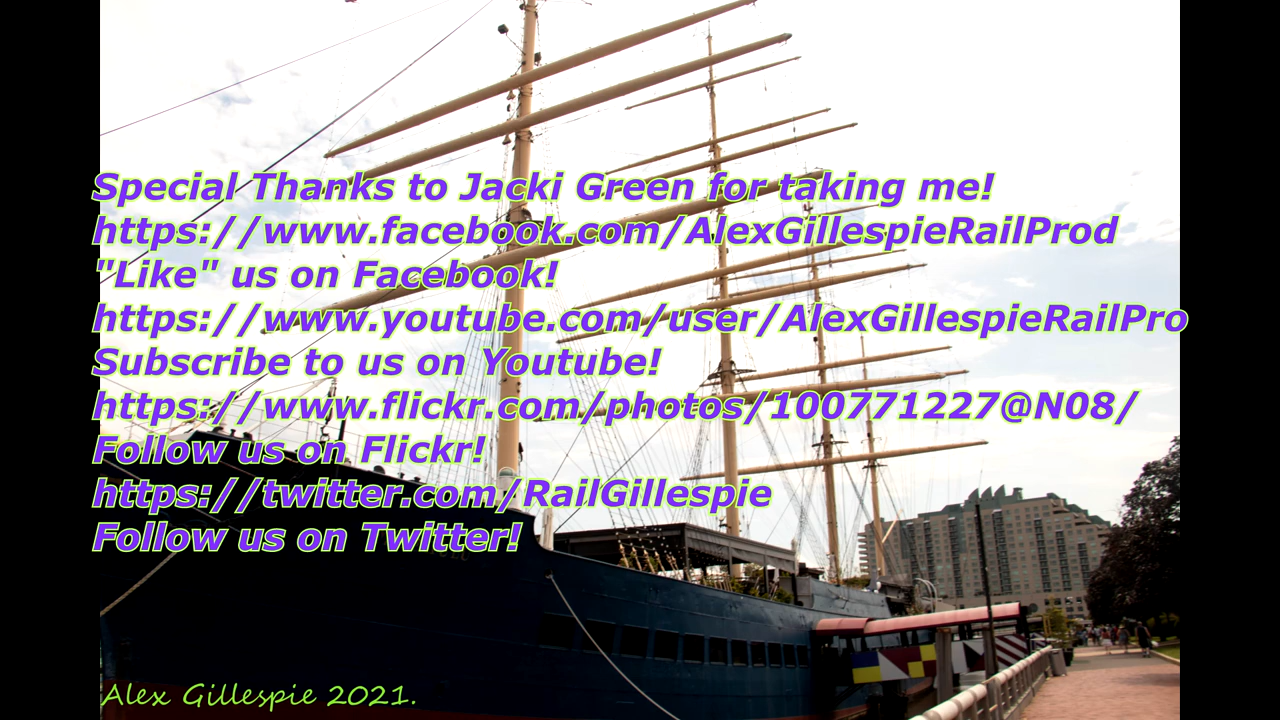 Special Thanks to Jacki Green for taking me!
https://www.facebook.com/AlexGillespieRailProd
"Like" us on Facebook!
https://www.youtube.com/user/AlexGillespieRailPro
Subscribe to us on Youtube!
https://www.flickr.com/photos/100771227@N08/
Follow us on Flickr!
https://twitter.com/RailGillespie
Follow us on Twitter!
Alex Gillespie 2021.